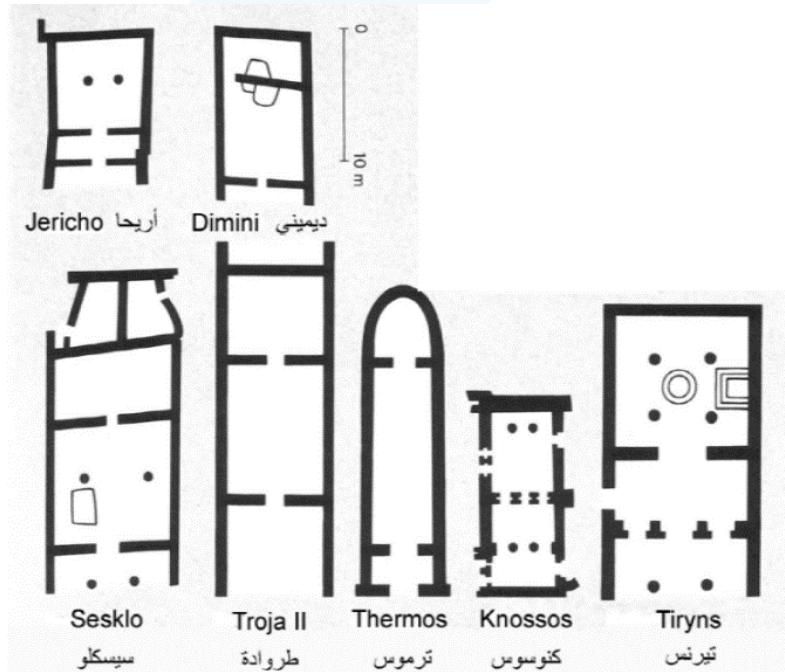 0
10 m
Jericho أريحا
Dimini ديميني
Sesklo
Troja II
Thermos
Knossos
Tiryns
سيسكلو
طروادة
ترموس
كنوسوس
تيرنس